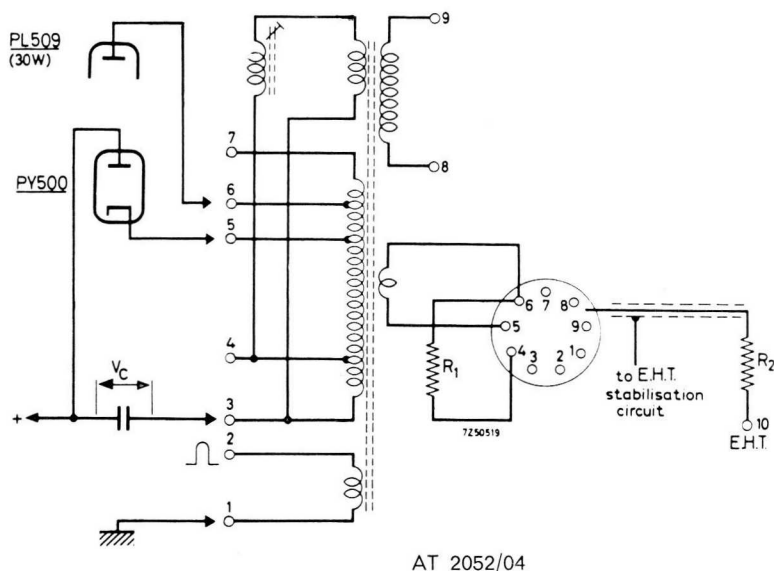 PL509
(30W)
PY500
VC
+
7
6
5
4
3
2
1
9
8
6
7
8
5
9
4
3
2
1
R1
R2
to E.H.T.
stabilisation
circuit
7Z50519
10
E.H.T.
AT 2052/04